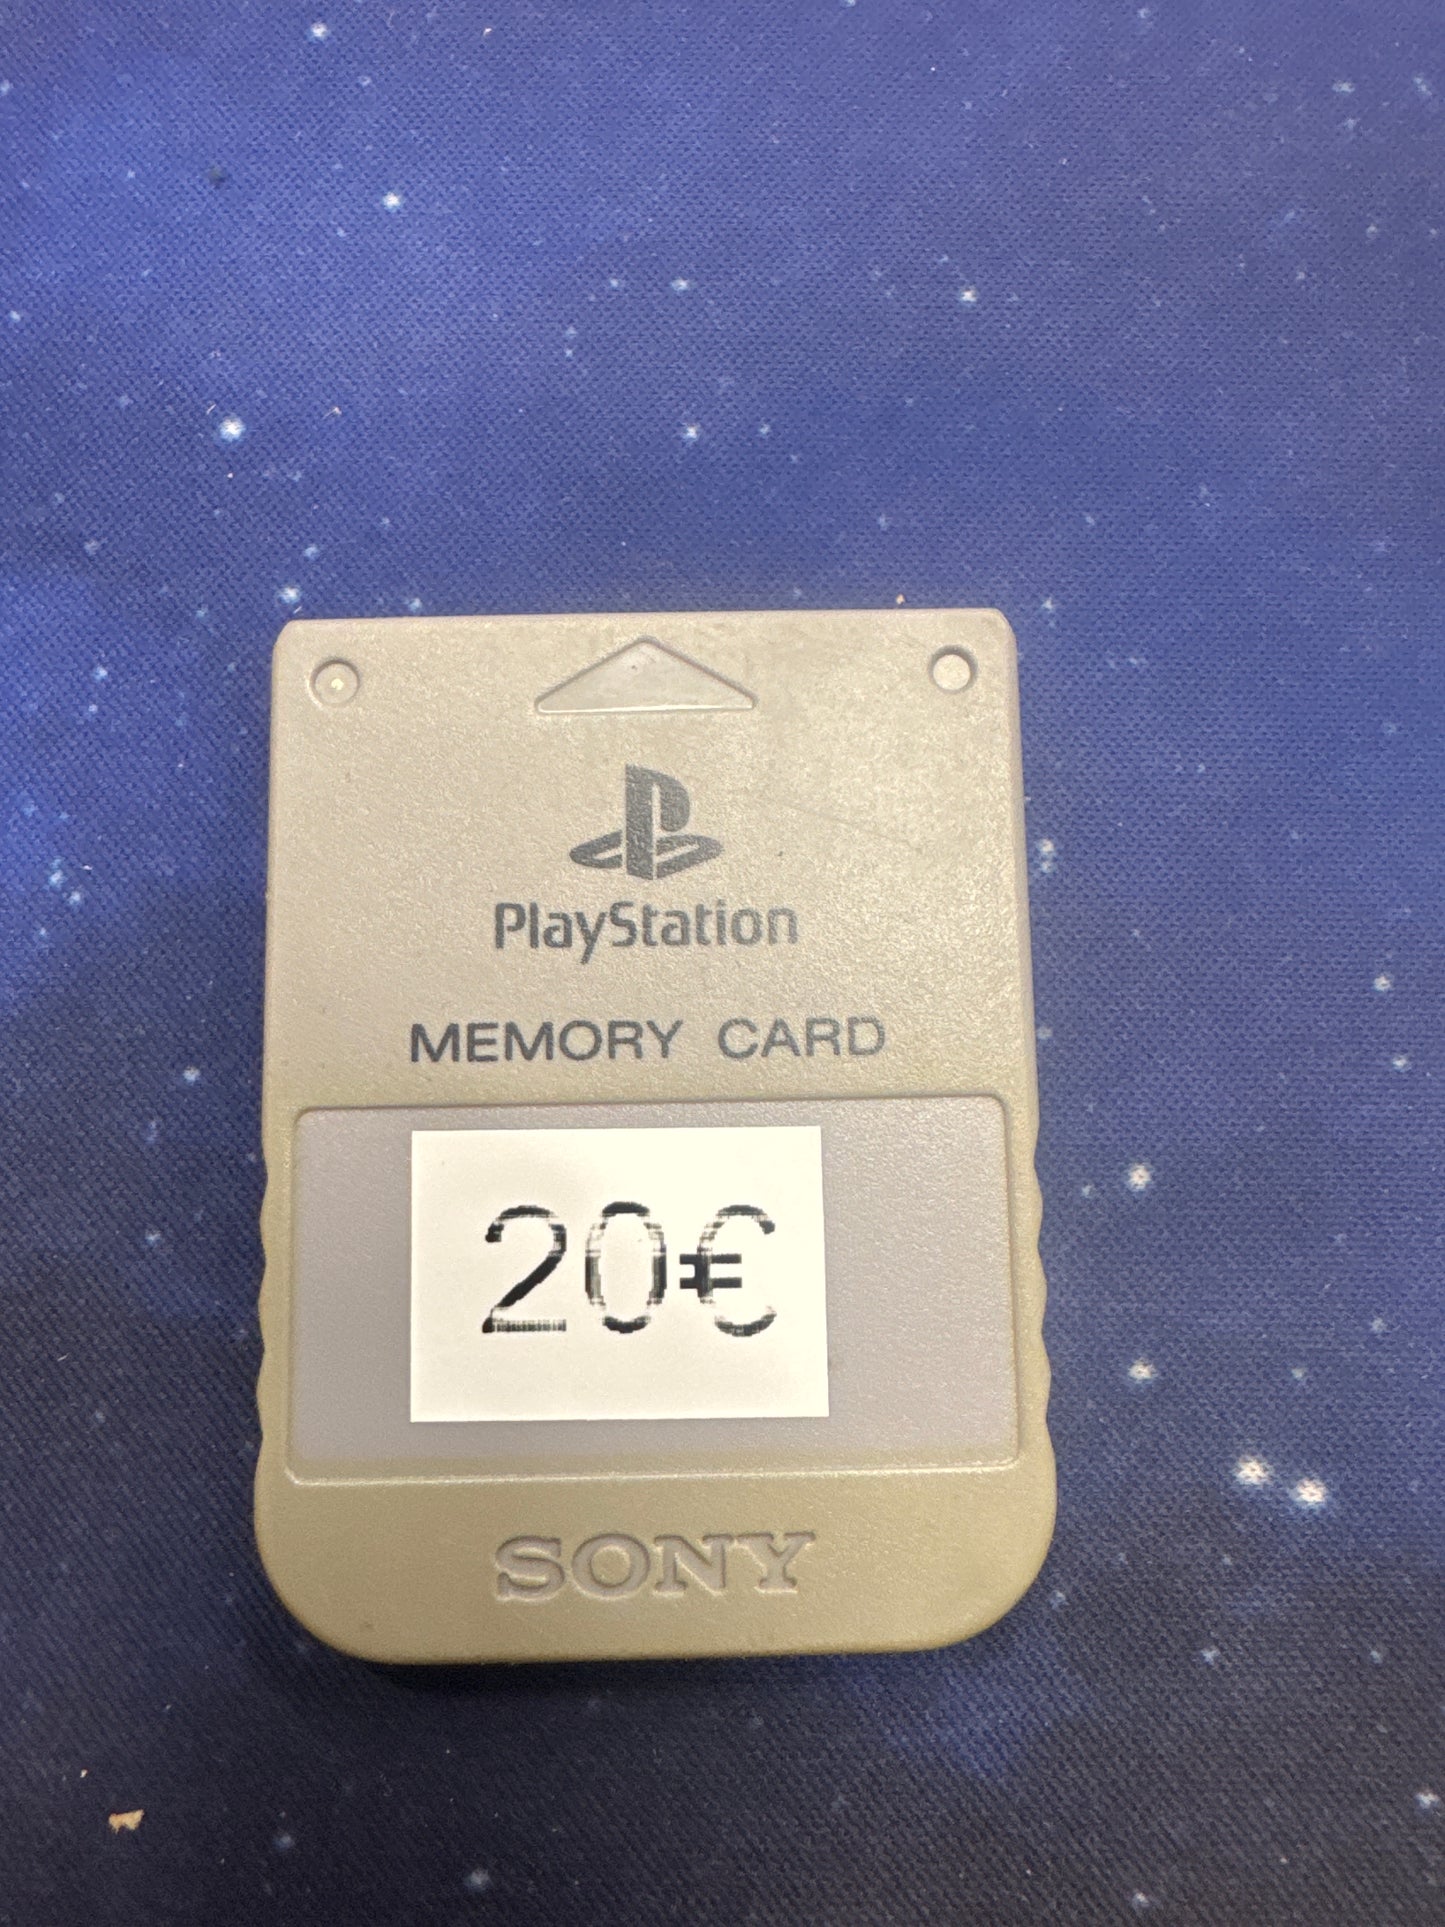 PlayStation
MEMORY CARD
20€
SONY